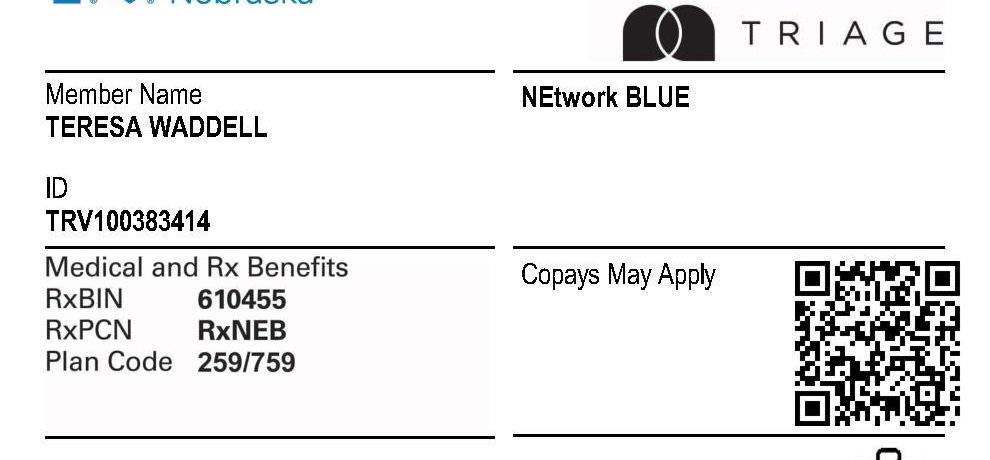 Nebraska
TRIAGE
Member Name
TERESA WADDELL
NEtwork BLUE
ID
TRV100383414
Medical and Rx Benefits
RxBIN 610455
RxPCN RxNEB
Plan Code 259/759
Copays May Apply